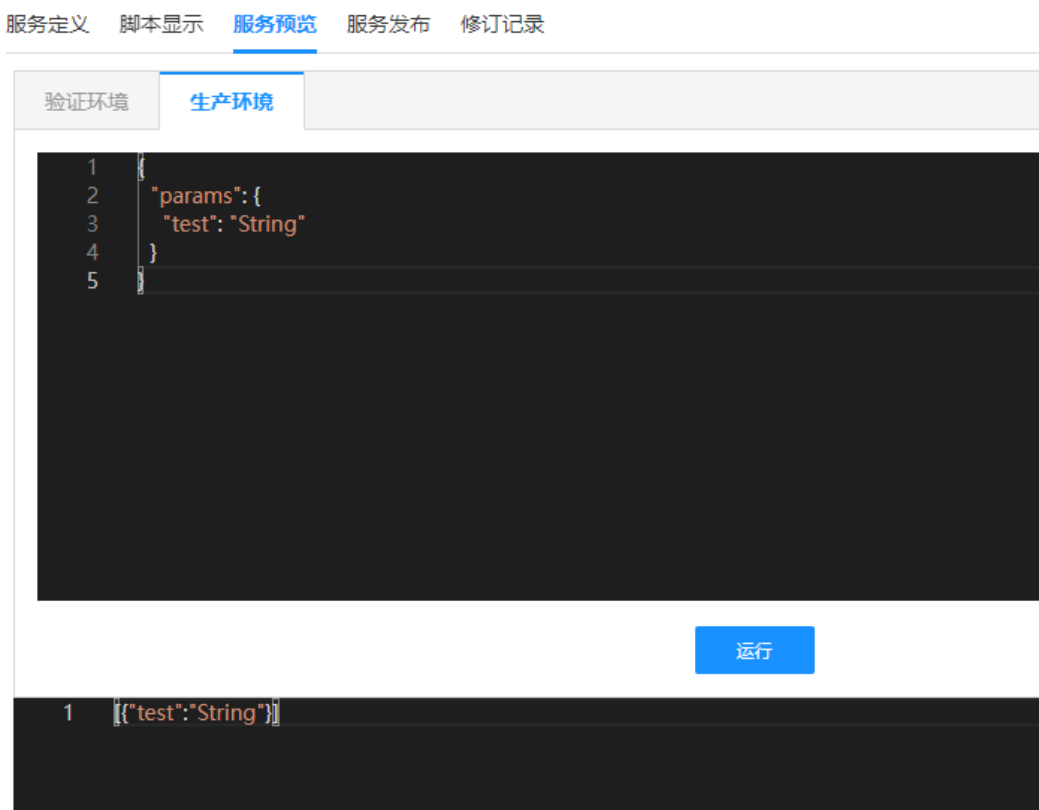 服务定义 脚本显示 服务预览 服务发布 修订记录
验证环境 生产环境
1 {
2 "params": {
3 "test": "String"
4 }
5 }
运行
1 [{"test":"String"}]